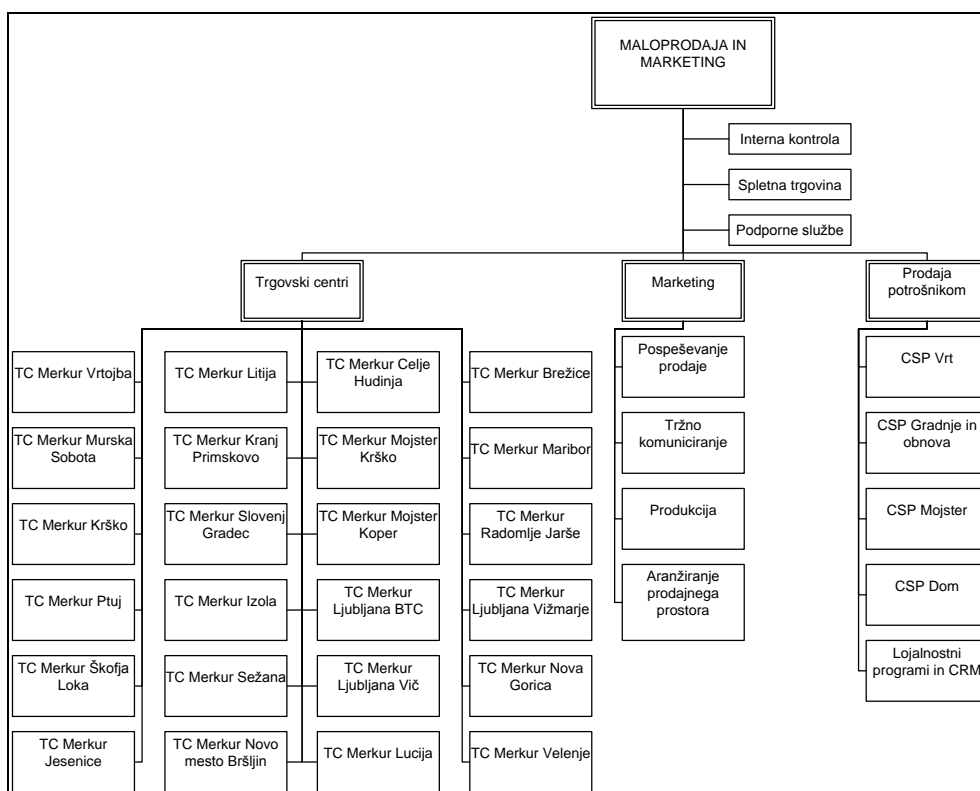 MALOPRODAJA IN
MARKETING
Interna kontrola
Spletna trgovina
Podporne službe
Trgovski centri
Marketing
Prodaja
potrošnikom
TC Merkur Vrtojba
TC Merkur Litija
TC Merkur Celje
Hudinja
TC Merkur Brežice
Pospeševanje
prodaje
CSP Vrt
TC Merkur Murska
Sobota
TC Merkur Kranj
Primskovo
TC Merkur Mojster
Krško
TC Merkur Maribor
Tržno
komuniciranje
CSP Gradnje in
obnova
TC Merkur Krško
TC Merkur Slovenj
Gradec
TC Merkur Mojster
Koper
TC Merkur
Radomlje Jarše
Produkcija
CSP Mojster
TC Merkur Ptuj
TC Merkur Izola
TC Merkur
Ljubljana BTC
TC Merkur
Ljubljana Vižmarje
Aranžiranje
prodajnega
prostora
CSP Dom
TC Merkur Škofja
Loka
TC Merkur Sežana
TC Merkur
Ljubljana Vič
TC Merkur Nova
Gorica
Lojalnostni
programi in CRM
TC Merkur
Jesenice
TC Merkur Novo
mesto Bršljin
TC Merkur Lucija
TC Merkur Velenje